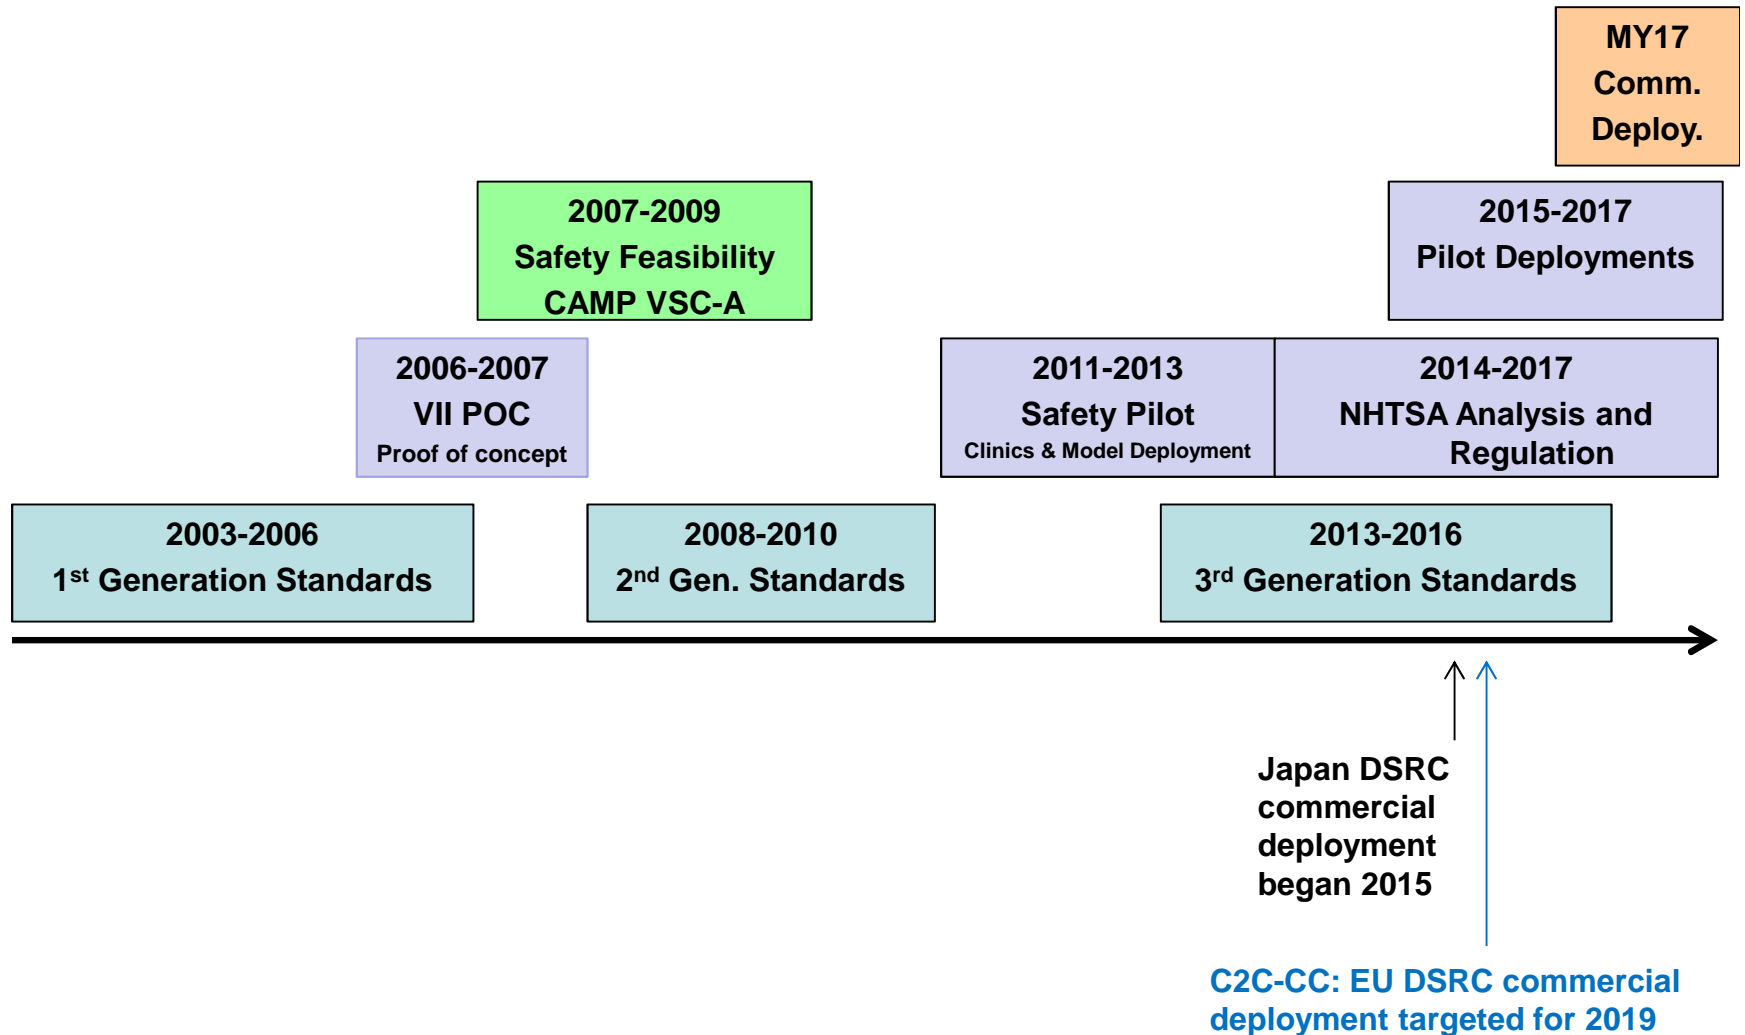 MY17
Comm.
Deploy.
2007-2009
Safety Feasibility
CAMP VSC-A
2015-2017
Pilot Deployments
2006-2007
VII POC
Proof of concept
2011-2013
Safety Pilot
Clinics & Model Deployment
2014-2017
NHTSA Analysis and
Regulation
2003-2006
1st Generation Standards
2008-2010
2nd Gen. Standards
2013-2016
3rd Generation Standards
Japan DSRC
commercial
deployment
began 2015
C2C-CC: EU DSRC commercial
deployment targeted for 2019